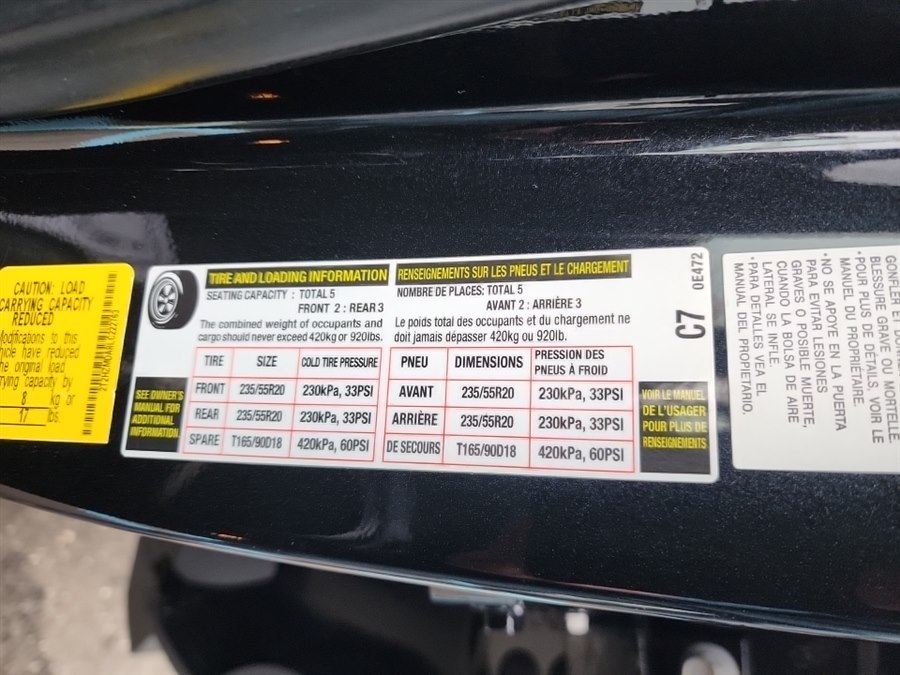 CAUTION: LOAD
CARRYING CAPACITY
REDUCED
Modifications to this
vehicle have reduced
the original load
carrying capacity by
8 kg or
17 lbs
TIRE AND LOADING INFORMATION
SEATING CAPACITY : TOTAL 5
FRONT 2 : REAR 3
The combined weight of occupants and
cargo should never exceed 420kg or 920lbs.
RENSEIGNEMENTS SUR LES PNEUS ET LE CHARGEMENT
NOMBRE DE PLACES: TOTAL 5
AVANT 2 : ARRIÈRE 3
Le poids total des occupants et du chargement ne
doit jamais dépasser 420kg ou 920lb.
SEE OWNER'S
MANUAL FOR
ADDITIONAL
INFORMATION
TIRE SIZE COLD TIRE PRESSURE
FRONT 235/55R20 230kPa, 33PSI
REAR 235/55R20 230kPa, 33PSI
SPARE T165/90D18 420kPa, 60PSI
PNEU DIMENSIONS PRESSION DES PNEUS À FROID
AVANT 235/55R20 230kPa, 33PSI
ARRIÈRE 235/55R20 230kPa, 33PSI
DE SECOURS T165/90D18 420kPa, 60PSI
VOIR LE MANUEL
DE L'USAGER
POUR PLUS DE
RENSEIGNEMENTS
C7
0E472
GONFLER ET
BLESSURE GRAVE OU MORTELLE.
•POUR PLUS DE DÉTAILS, VOIR LE
MANUEL DU PROPRIÉTAIRE.
•NO SE APOYE EN LA PUERTA
PARA EVITAR LESIONES
GRAVES O POSIBLE MUERTE,
CUANDO LA BOLSA DE AIRE
LATERAL SE INFLE.
•PARA DETALLES VEA EL
MANUAL DEL PROPIETARIO.